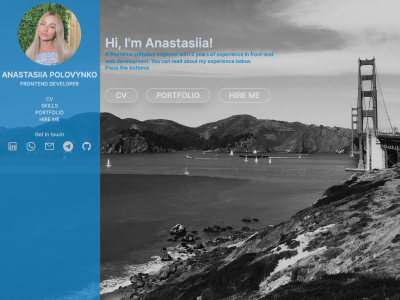 ANASTASIIA POLOVYNKO
FRONTEND DEVELOPER
CV
SKILLS
PORTFOLIO
HIRE ME
Get in touch
Hi, I'm Anastasiia!
A freelance software engineer with 2 years of experience in front-end
web development. You can read about my experience below.
Press the buttons!
CV
PORTFOLIO
HIRE ME